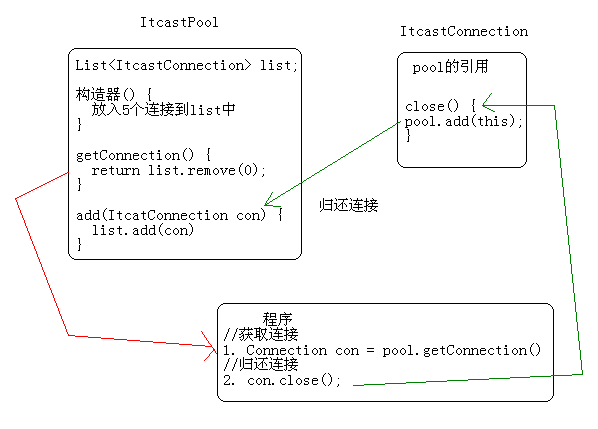 ItcastPool
List<ItcastConnection> list;
构造器() {
放入5个连接到list中
}
getConnection() {
return list.remove(0);
}
add(ItcatConnection con) {
list.add(con)
}
ItcastConnection
pool的引用
close() {
pool.add(this);
}
归还连接
程序
//获取连接
1. Connection con = pool.getConnection()
//归还连接
2. con.close();